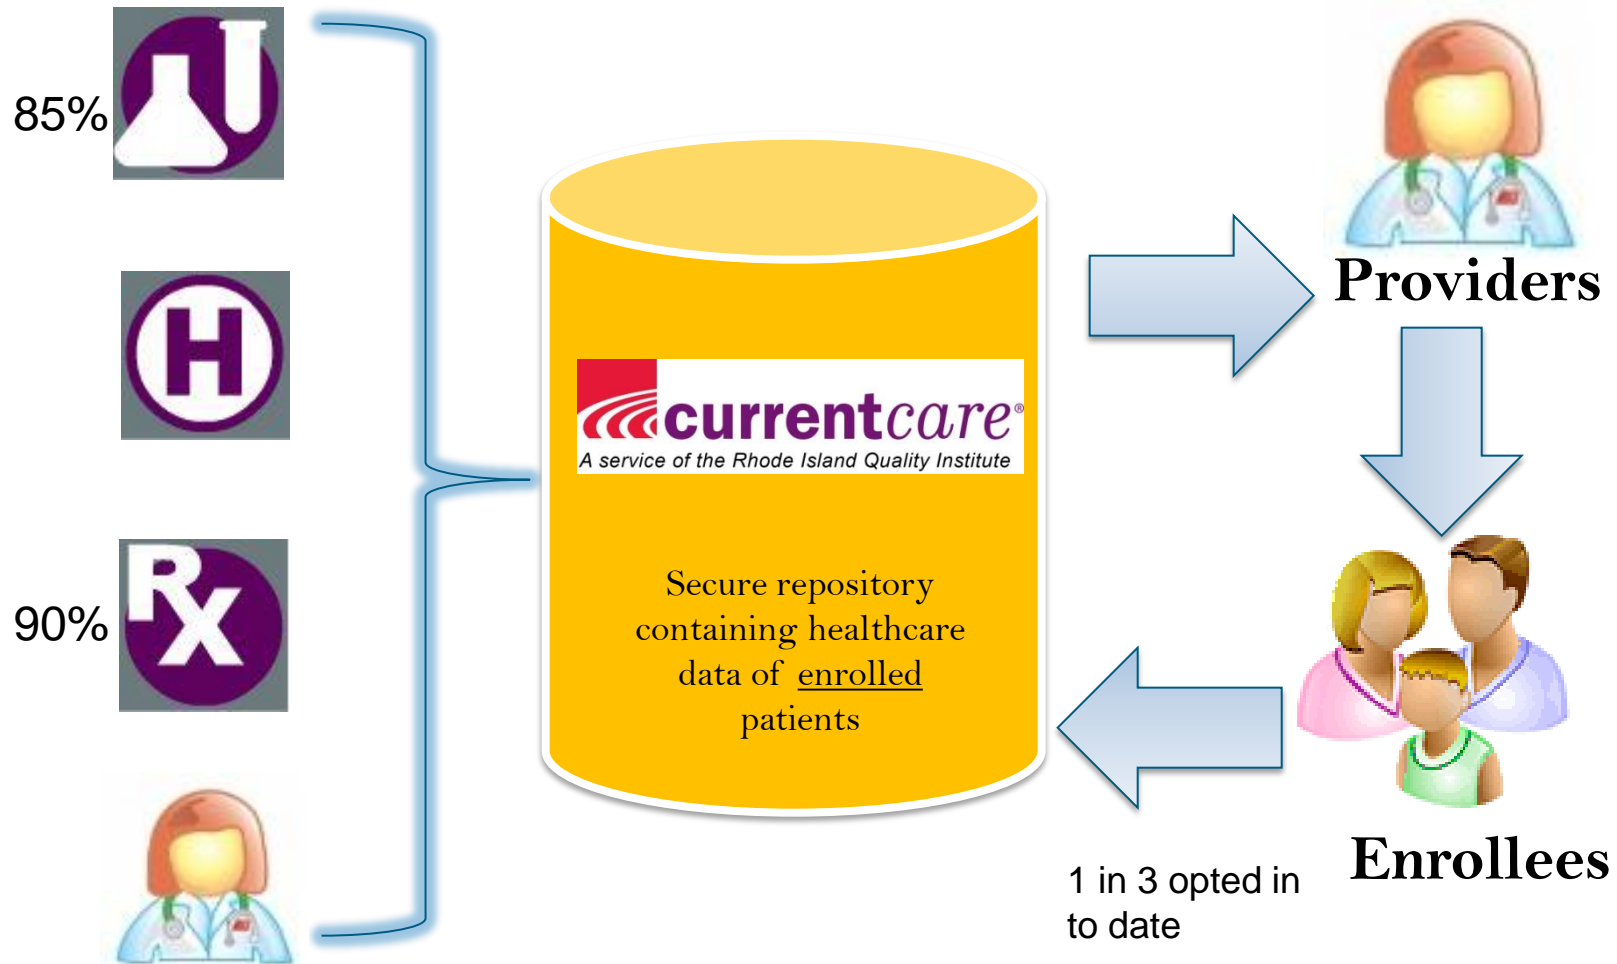 85%
H
90%
Rx
currentcare®
A service of the Rhode Island Quality Institute
Secure repository
containing healthcare
data of enrolled
patients
Providers
Enrollees
1 in 3 opted in
to date